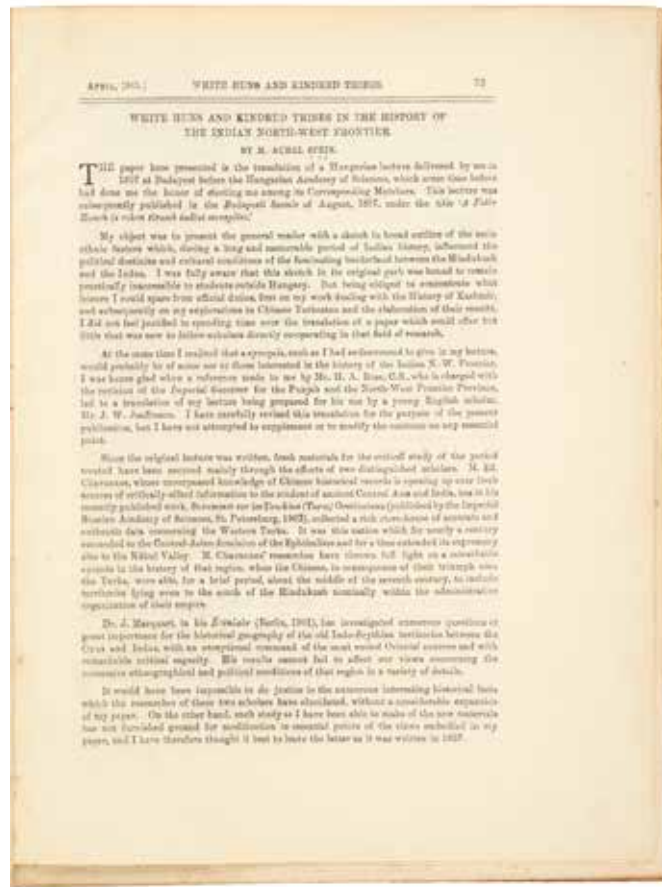 APRIL, 1905.] WHITE HUNS AND KINDRED TRIBES. 73
WHITE HUNS AND KINDRED TRIBES IN THE HISTORY OF
THE INDIAN NORTH-WEST FRONTIER.
BY M. AUREL STEIN.
THE paper here presented is the translation of a Hungarian lecture delivered by me in
1897 at Budapest before the Hungarian Academy of Sciences, which some time before
had done me the honor of electing me among its Corresponding Members. This lecture was
subsequently published in the Budapesti Szemle of August, 1897, under the title 'A Fehér
My object was to present the general reader with a sketch in broad outline of the main
ethnic factors which, during a long and memorable period of Indian history, influenced the
political destinies and cultural conditions of the fascinating borderland between the Hindukush
and the Indus. I was fully aware that this sketch in its original garb was bound to remain
practically inaccessible to students outside Hungary. But being obliged to concentrate what
leisure I could spare from official duties, first on my work dealing with the History of Kashmir,
and subsequently on my explorations in Chinese Turkestan and the elaboration of their results,
I did not feel justified in spending time over the translation of a paper which could offer but
little that was new to fellow-scholars directly co-operating in that field of research.
At the same time I realized that a synopsis, such as I had endeavoured to give in my lecture,
would probably be of some use to those interested in the history of the Indian N.-W. Frontier.
I was hence glad when a reference made to me by Mr. H. A. Rose, C.S., who is charged with
the revision of the Imperial Gazetteer for the Punjab and the North-West Frontier Province,
led to a translation of my lecture being prepared for his use by a young English scholar,
Mr. J. W. I have carefully revised this translation for the purpose of the present
publication, but I have not attempted to supplement or to modify the contents on any essential
point.
Since the original lecture was written, fresh materials for the critical study of the period
treated have been secured mainly through the efforts of two distinguished scholars. M. Éd.
Chavannes, whose unsurpassed knowledge of Chinese historical records is opening up ever fresh
sources of critically sifted information to the student of ancient Central Asia and India, has in his
recently published work, Documents sur les Toukiue (Turcs) Occidentaux (published by the Imperial
Russian Academy of Sciences, St. Petersburg, 1903), collected a rich store-house of accurate and
authentic data concerning the Western Turks. It was this nation which for nearly a century
succeeded to the Central-Asian dominion of the Ephthalites and for a time extended its supremacy
also to the Kābul Valley. M. Chavannes' researches have thrown full light on a remarkable
episode in the history of that region, when the Chinese, in consequence of their triumph over
the Turks, were able, for a brief period, about the middle of the seventh century, to include
territories lying even to the south of the Hindukush nominally within the administrative
organization of their empire.
Dr. J. Marquart, in his Ērānšahr (Berlin, 1901), has investigated numerous questions of
great importance for the historical geography of the old Indo-Scythian territories between the
Oxus and Indus, with an exceptional command of the most varied Oriental sources and with
remarkable critical sagacity. His results cannot fail to affect our views concerning the
successive ethnographical and political conditions of that region in a variety of details.
It would have been impossible to do justice to the numerous interesting historical facts
which the researches of these two scholars have elucidated, without a considerable expansion
of my paper. On the other hand, such study as I have been able to make of the new materials
has not furnished ground for modification in essential points of the views embodied in my
paper, and I have therefore thought it best to leave the latter as it was written in 1897.